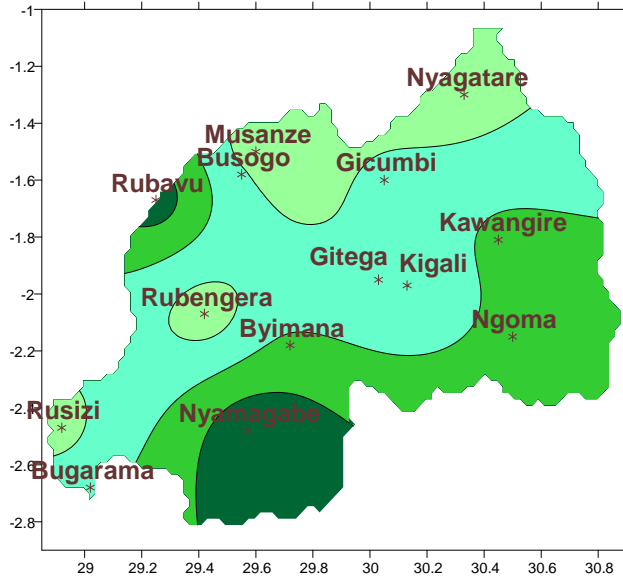 -1
-1.2
Nyagatare
-1.4
Musanze
Busogo
Gicumbi
-1.6
Rubavu
-1.8
Kawangire
Gitega
Kigali
-2
Rubengera
Byimana
Ngoma
-2.2
-2.4
Rusizi
Nyamagabe
-2.6
Bugarama
-2.8
29 29.2 29.4 29.6 29.8 30 30.2 30.4 30.6 30.8